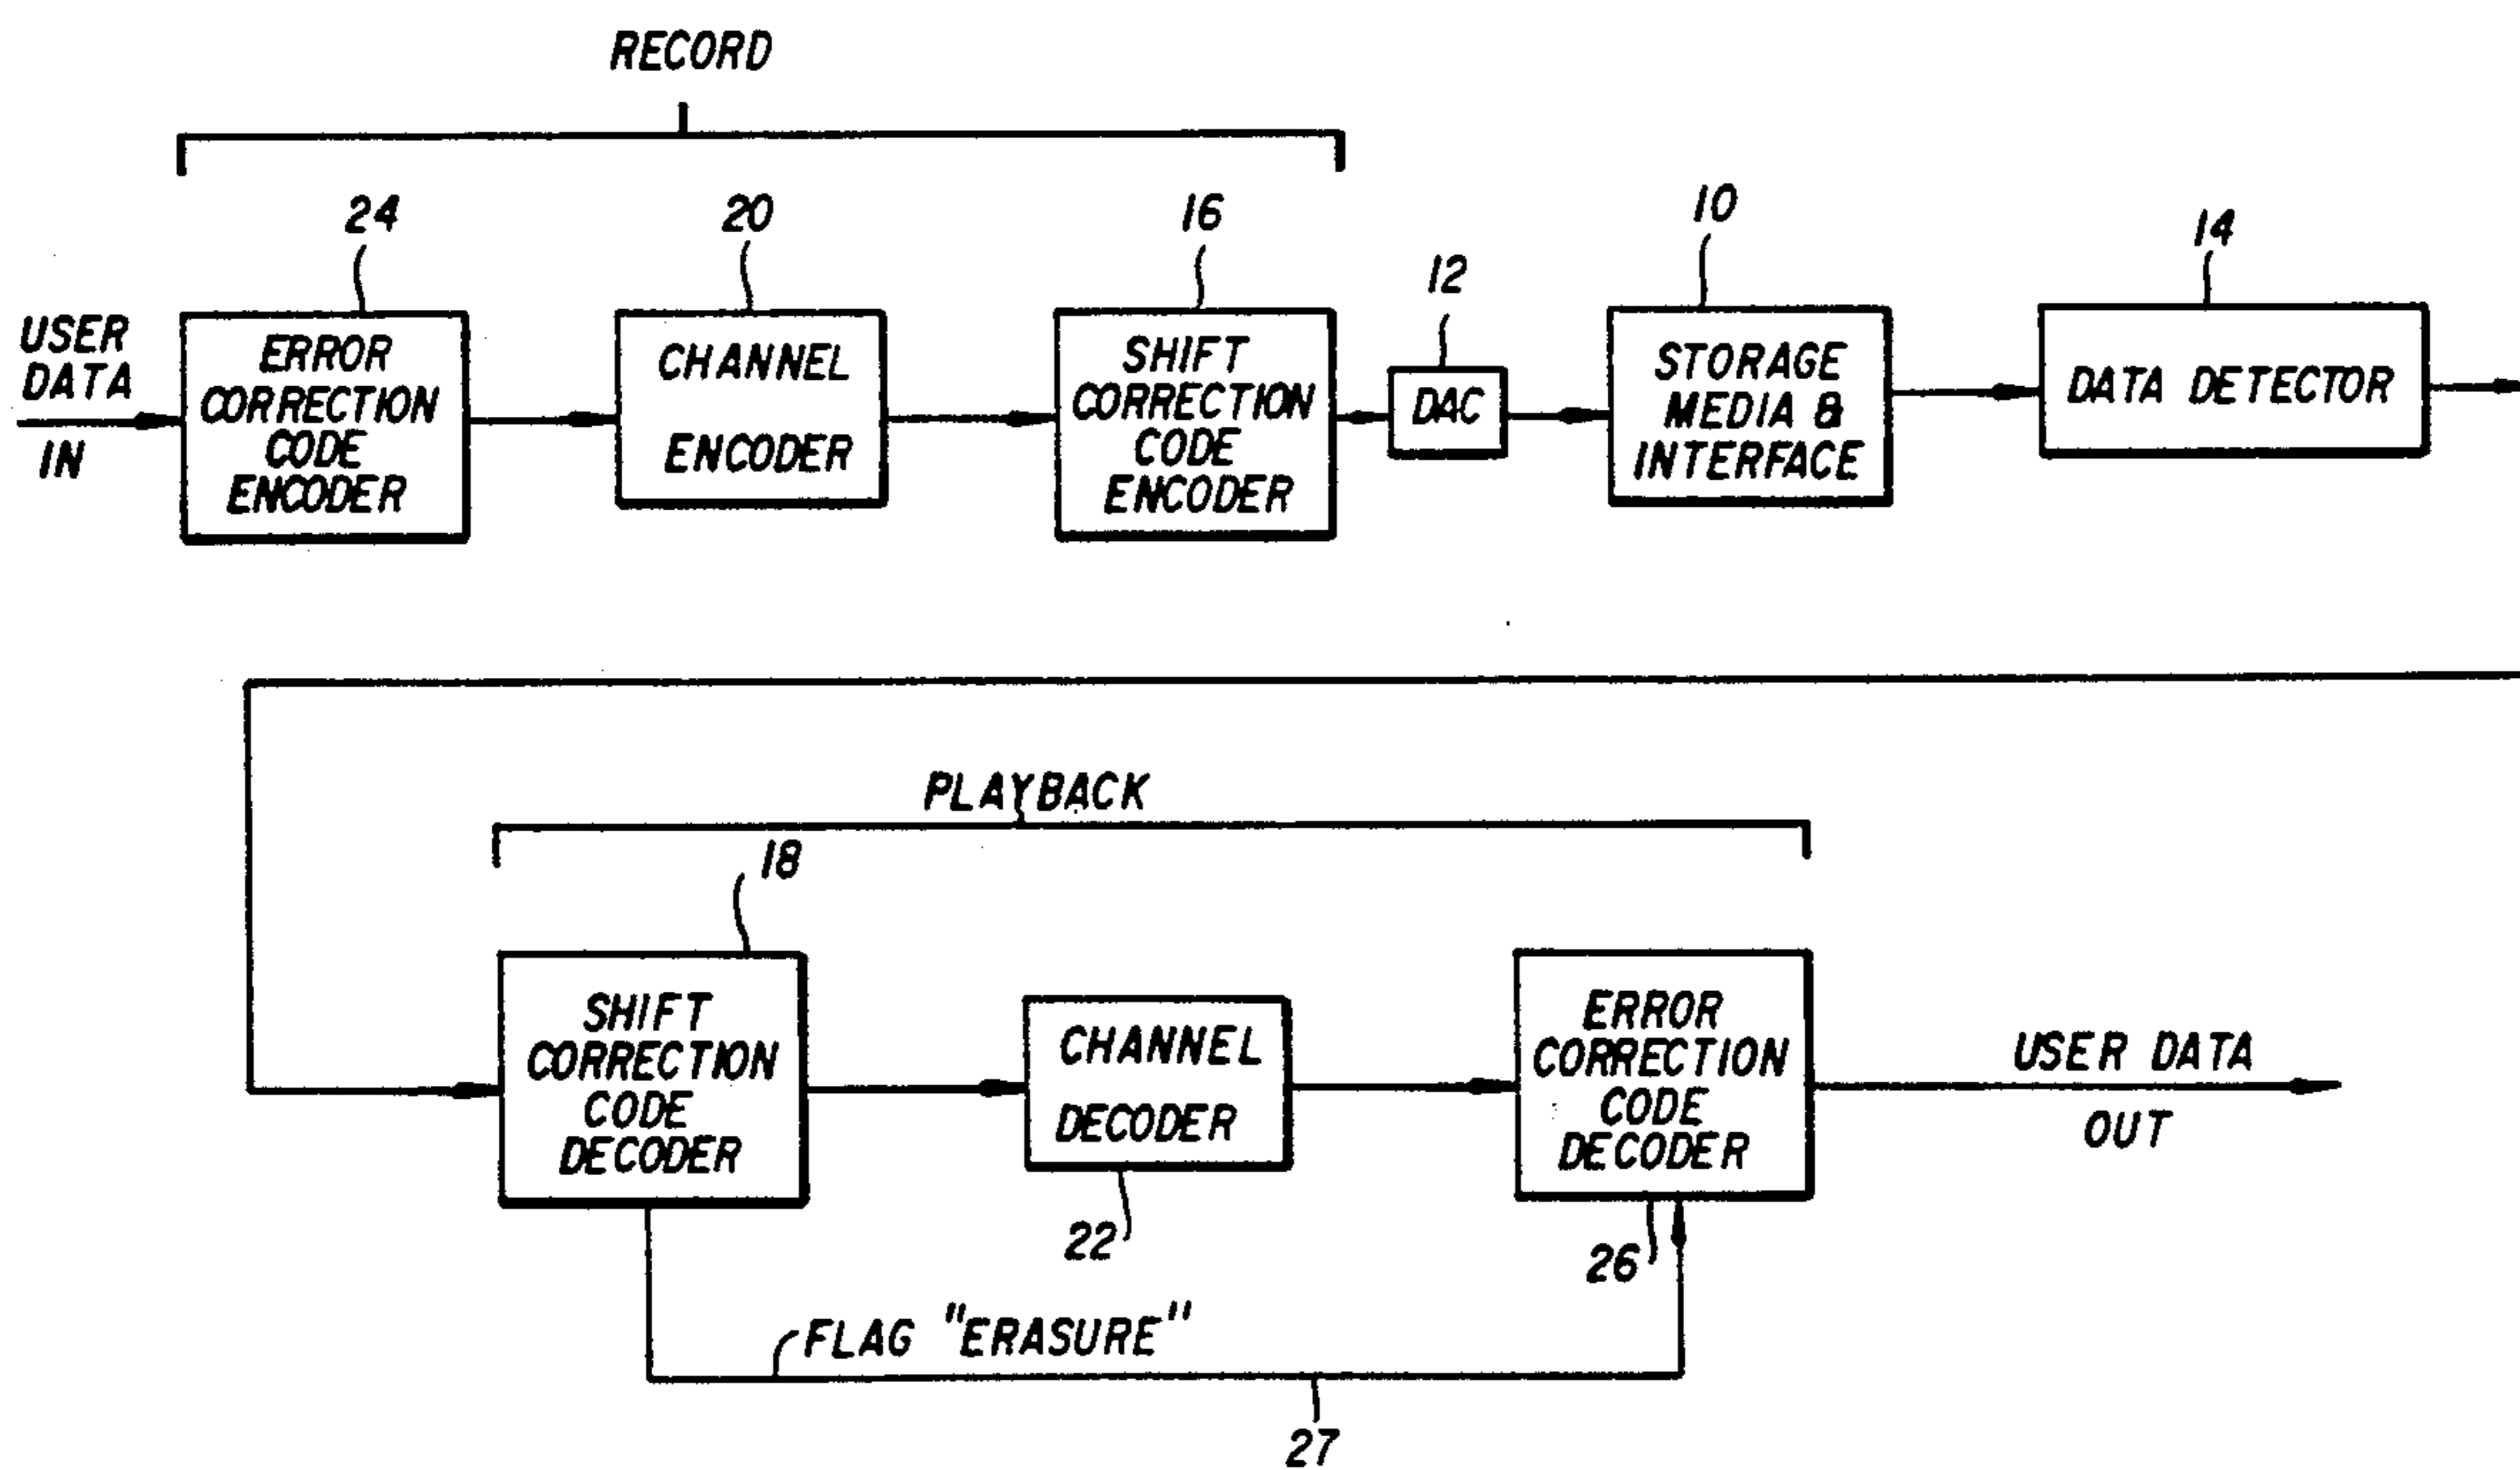 RECORD
24
20
16
12
10
14
USER
DATA
IN
ERROR
CORRECTION
CODE
ENCODER
CHANNEL
ENCODER
SHIFT
CORRECTION
CODE
ENCODER
DAC
STORAGE
MEDIA &
INTERFACE
DATA DETECTOR
PLAYBACK
18
SHIFT
CORRECTION
CODE
DECODER
CHANNEL
DECODER
22
ERROR
CORRECTION
CODE
DECODER
26
USER DATA
OUT
FLAG "ERASURE"
27